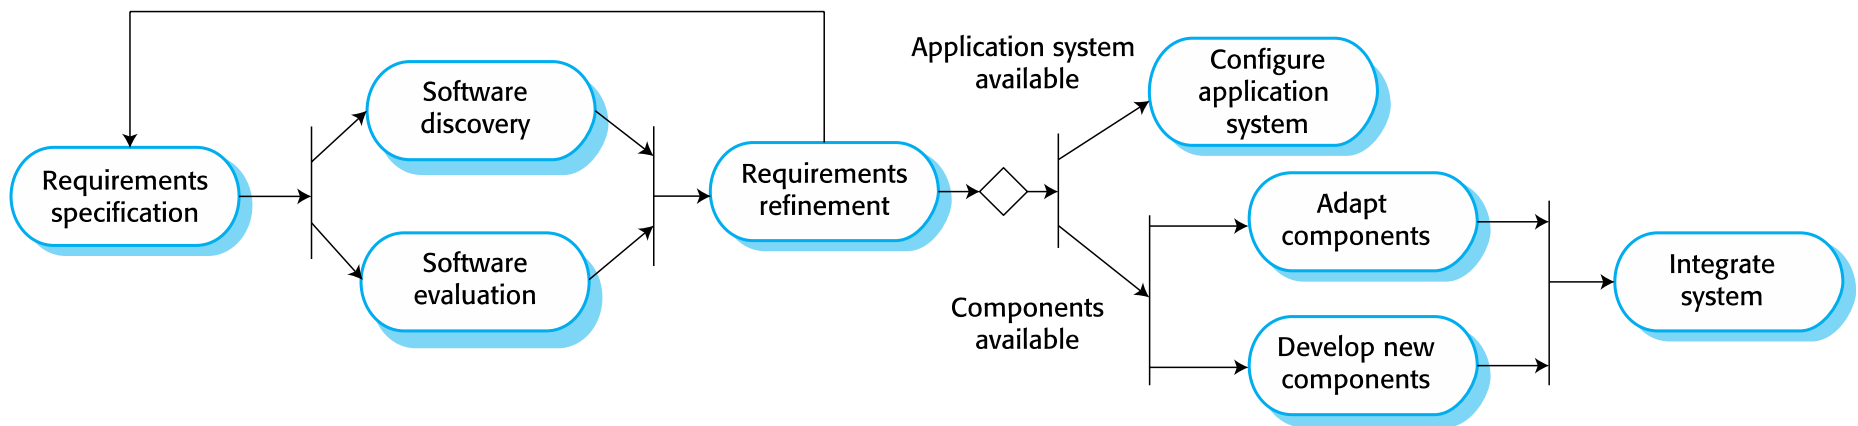 Requirements
specification
Software
discovery
Software
evaluation
Requirements
refinement
Application system
available
Configure
application
system
Components
available
Adapt
components
Develop new
components
Integrate
system